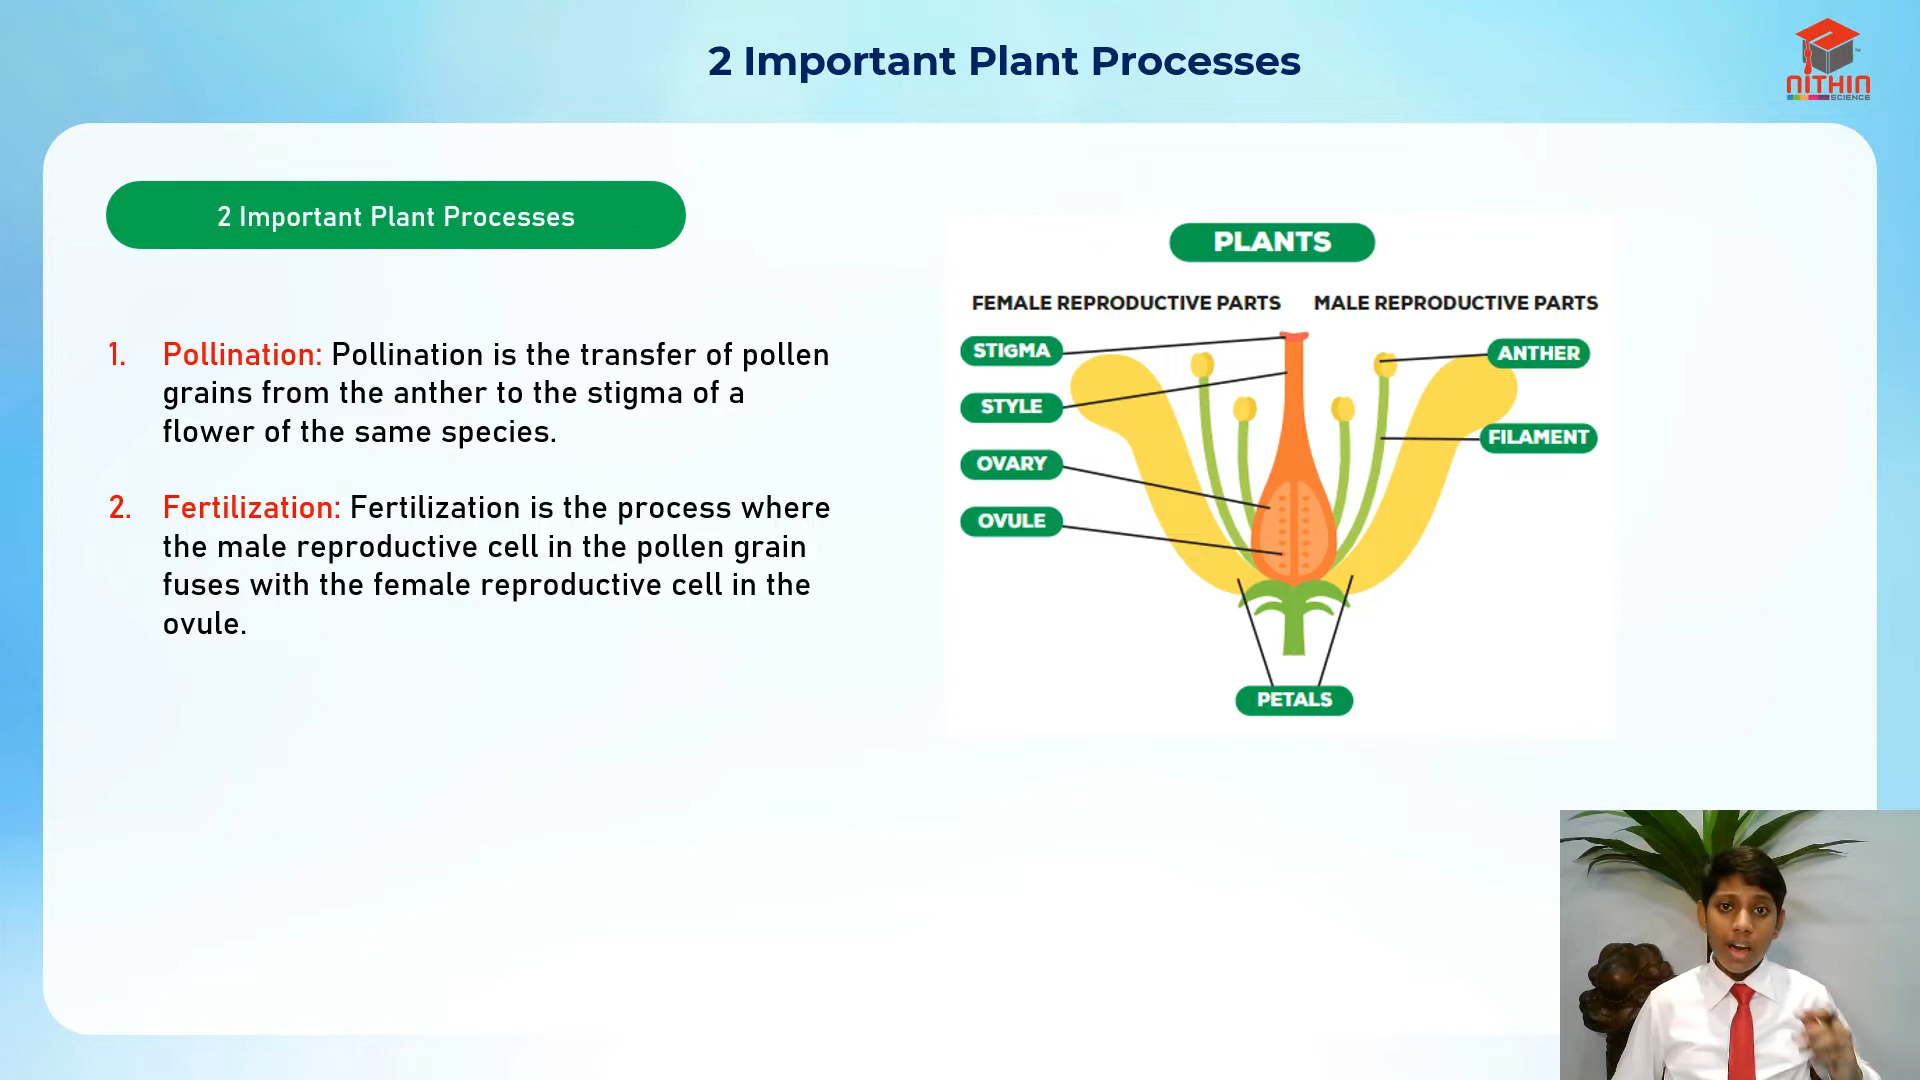 2 Important Plant Processes
NITHIN
SCIENCE
2 Important Plant Processes
1. Pollination: Pollination is the transfer of pollen
grains from the anther to the stigma of a
flower of the same species.
2. Fertilization: Fertilization is the process where
the male reproductive cell in the pollen grain
fuses with the female reproductive cell in the
ovule.
PLANTS
FEMALE REPRODUCTIVE PARTS
MALE REPRODUCTIVE PARTS
STIGMA
STYLE
OVARY
OVULE
ANTHER
FILAMENT
PETALS